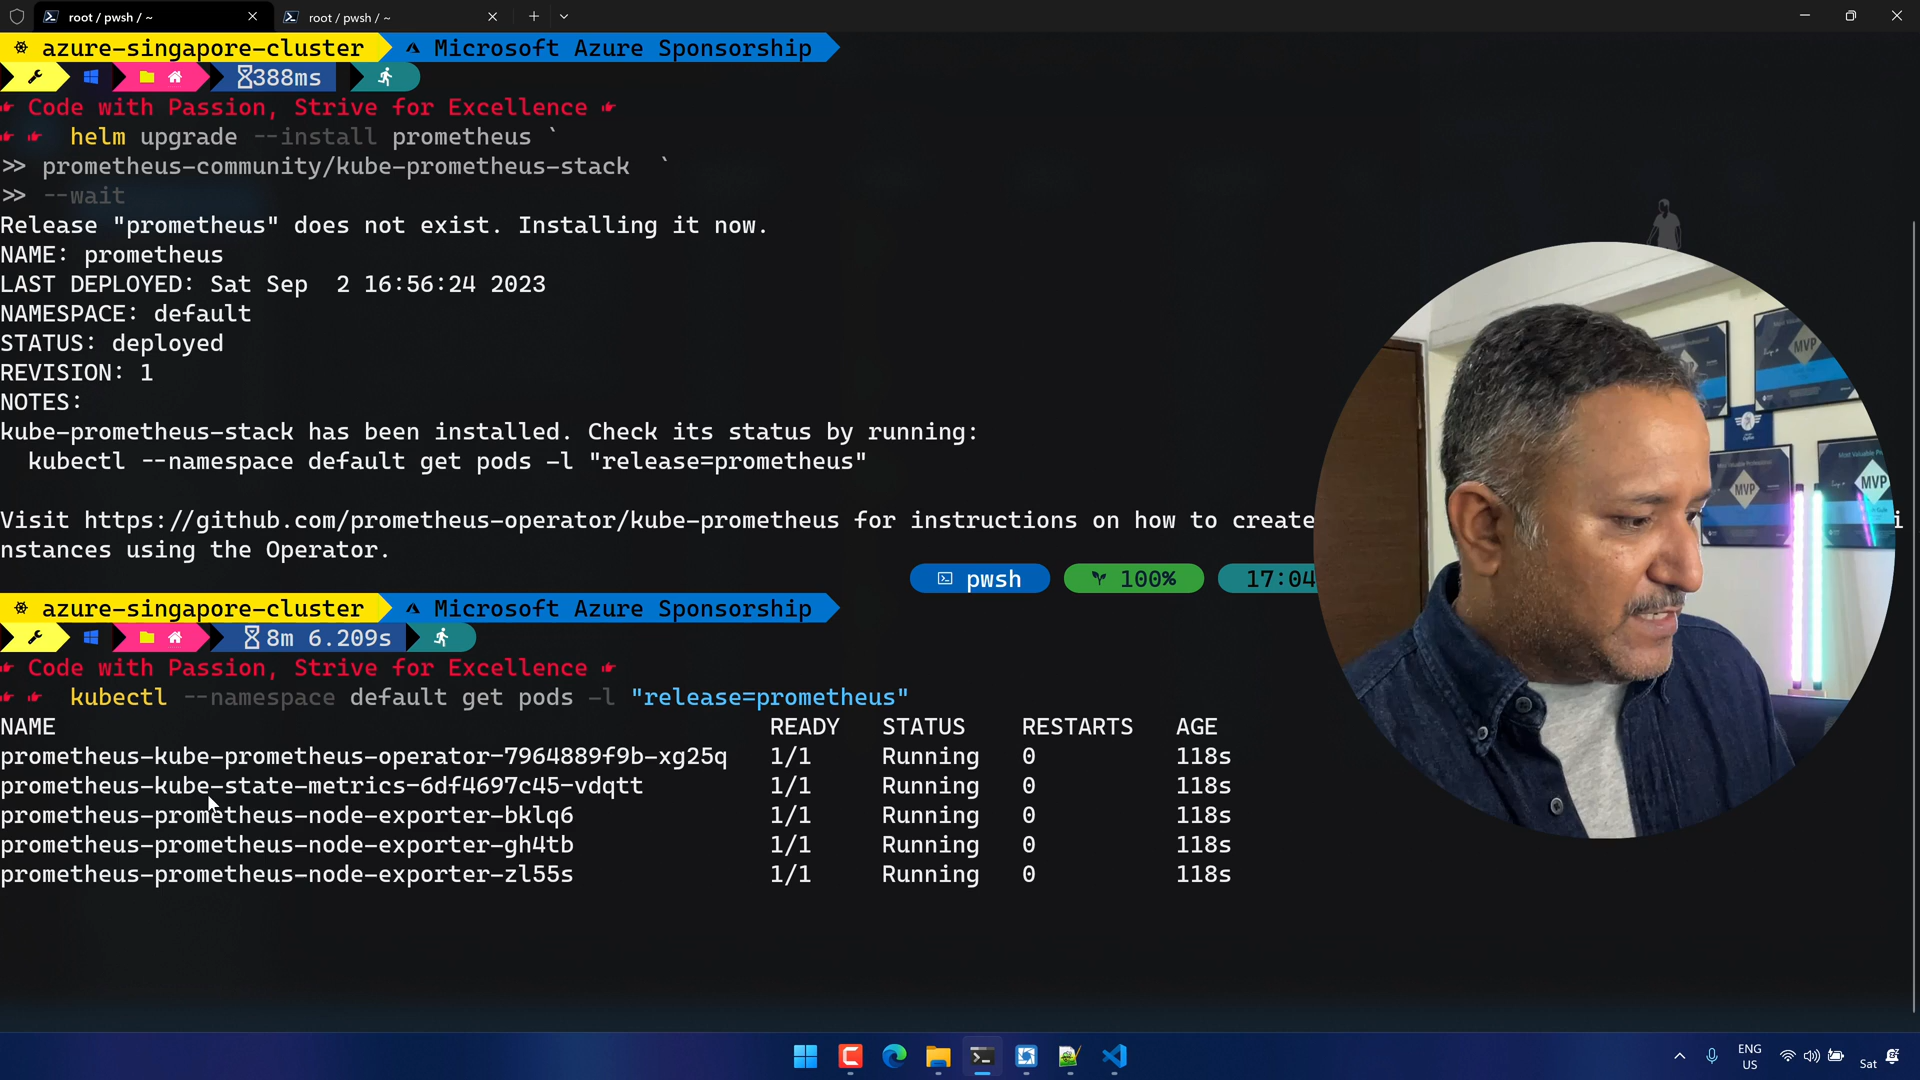 root / pwsh / ~
root / pwsh / ~
azure-singapore-cluster Microsoft Azure Sponsorship
388ms
Code with Passion, Strive for Excellence
helm upgrade --install prometheus `
>> prometheus-community/kube-prometheus-stack `
>> --wait
Release "prometheus" does not exist. Installing it now.
NAME: prometheus
LAST DEPLOYED: Sat Sep  2 16:56:24 2023
NAMESPACE: default
STATUS: deployed
REVISION: 1
NOTES:
kube-prometheus-stack has been installed. Check its status by running:
kubectl --namespace default get pods -l "release=prometheus"
Visit https://github.com/prometheus-operator/kube-prometheus for instructions on how to create i
nstances using the Operator.
pwsh 100% 17:04
azure-singapore-cluster Microsoft Azure Sponsorship
8m 6.209s
Code with Passion, Strive for Excellence
kubectl --namespace default get pods -l "release=prometheus"
NAME READY STATUS RESTARTS AGE
prometheus-kube-prometheus-operator-7964889f9b-xg25q 1/1 Running 0 118s
prometheus-kube-state-metrics-6df4697c45-vdqtt 1/1 Running 0 118s
prometheus-prometheus-node-exporter-bklq6 1/1 Running 0 118s
prometheus-prometheus-node-exporter-gh4tb 1/1 Running 0 118s
prometheus-prometheus-node-exporter-zl55s 1/1 Running 0 118s
MVP
MVP
MVP
ENG
US
Sat